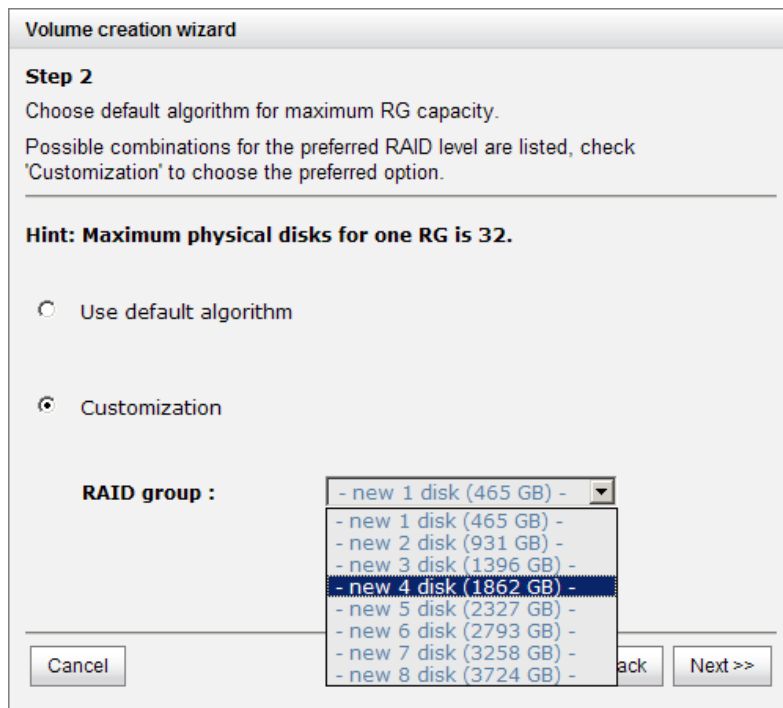 Volume creation wizard
Step 2
Choose default algorithm for maximum RG capacity.
Possible combinations for the preferred RAID level are listed, check
'Customization' to choose the preferred option.
Hint: Maximum physical disks for one RG is 32.
Use default algorithm
Customization
RAID group :
- new 1 disk (465 GB) -
- new 1 disk (465 GB) -
- new 2 disk (931 GB) -
- new 3 disk (1396 GB) -
- new 4 disk (1862 GB) -
- new 5 disk (2327 GB) -
- new 6 disk (2793 GB) -
- new 7 disk (3258 GB) -
- new 8 disk (3724 GB) -
Cancel
ack
Next >>